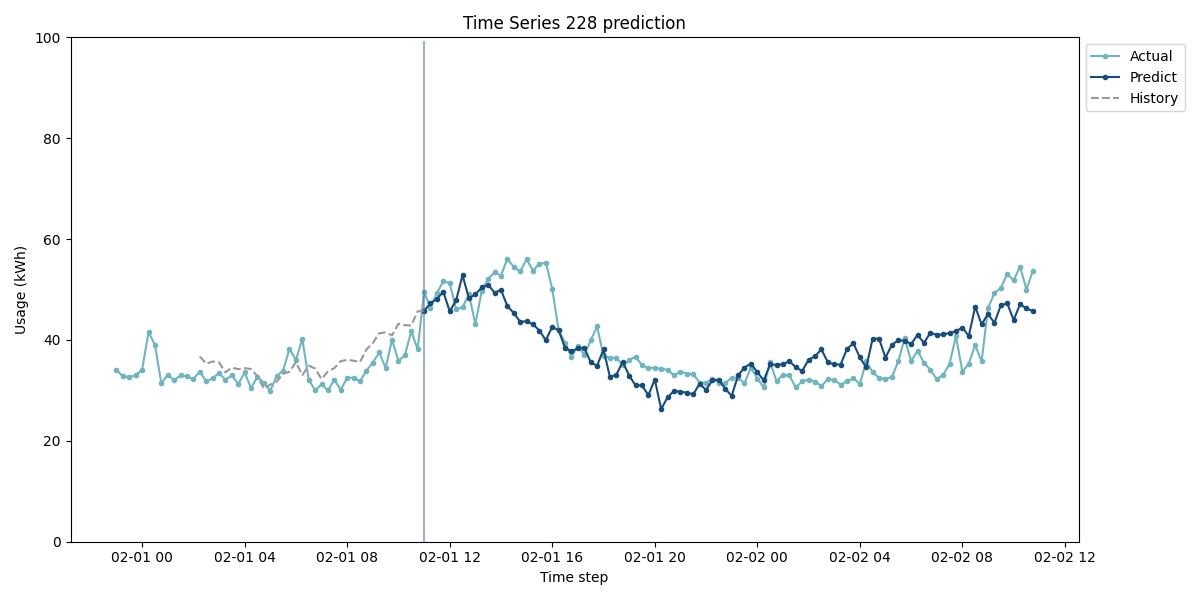 Time Series 228 prediction
Usage (kWh)
100
80
60
40
20
0
02-01 00
02-01 04
02-01 08
02-01 12
02-01 16
02-01 20
02-02 00
02-02 04
02-02 08
02-02 12
Time step
Actual
Predict
History